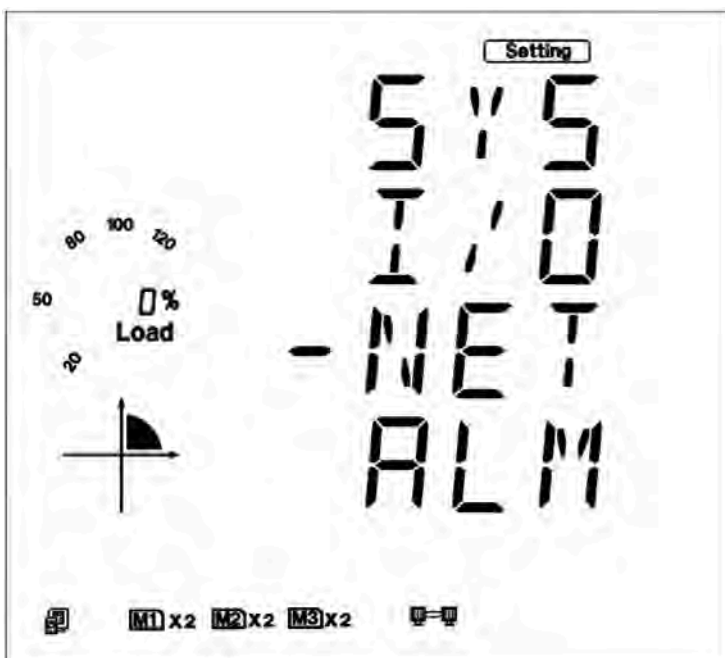 Setting
SYS
I/O
-NET
ALM
20
50
80
100
120
0%
Load
M1 X2 M2 X2 M3 X2